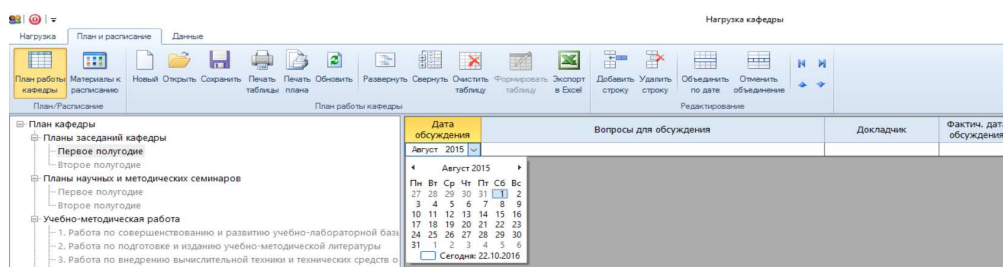 Нагрузка кафедры
Нагрузка План и расписание Данные
План работы кафедры Материалы к расписанию Новый Открыть Сохранить Печать таблицы Печать плана Обновить Развернуть Свернуть Очистить таблицу Формировать таблицу Экспорт в Excel Добавить строку Удалить строку Объединить по дате Отменить объединение
План/Расписание План работы кафедры Редактирование
План кафедры
Планы заседаний кафедры
Первое полугодие
Второе полугодие
Планы научных и методических семинаров
Первое полугодие
Второе полугодие
Учебно-методическая работа
1. Работа по совершенствованию и развитию учебно-лабораторной базы
2. Работа по подготовке и изданию учебно-методической литературы
3. Работа по внедрению вычислительной техники и технических средств о
Дата обсуждения Вопросы для обсуждения Докладчик Фактич. дата обсуждения
Август 2015
Август 2015
Пн Вт Ср Чт Пт Сб Вс
27 28 29 30 31 1 2
3 4 5 6 7 8 9
10 11 12 13 14 15 16
17 18 19 20 21 22 23
24 25 26 27 28 29 30
31 1 2 3 4 5 6
Сегодня: 22.10.2016